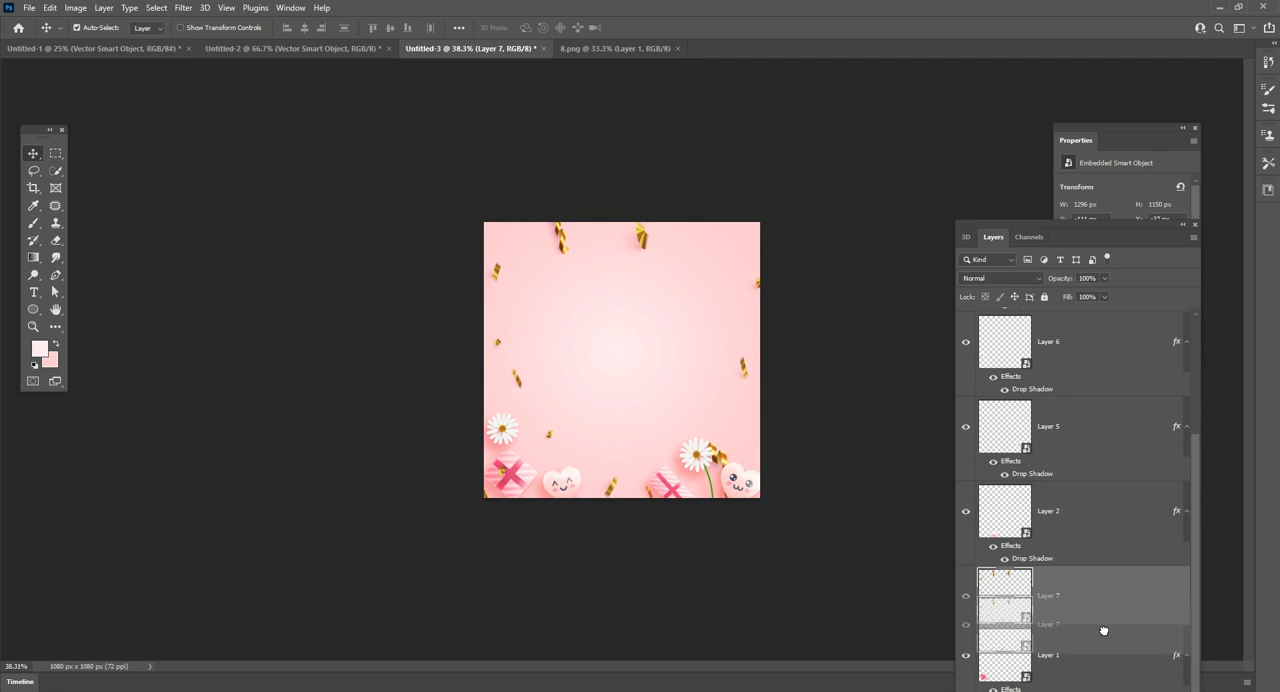 Ps File Edit Image Layer Type Select Filter 3D View Plugins Window Help
Auto-Select: Layer Show Transform Controls 3D Mode:
Untitled-1 @ 25% (Vector Smart Object, RGB/8#) * × Untitled-2 @ 66.7% (Vector Smart Object, RGB/8) * × Untitled-3 @ 38.3% (Layer 7, RGB/8) * × 8.png @ 33.3% (Layer 1, RGB/8) ×
Properties
Embedded Smart Object
Transform
W: 1296 px H: 1150 px
3D Layers Channels
Kind
Normal Opacity: 100%
Lock: Fill: 100%
Layer 6 fx
Effects
Drop Shadow
Layer 5 fx
Effects
Drop Shadow
Layer 2 fx
Effects
Drop Shadow
Layer 7
Layer 7
Layer 1 fx
Effects
38.31% 1080 px x 1080 px (72 ppi)
Timeline